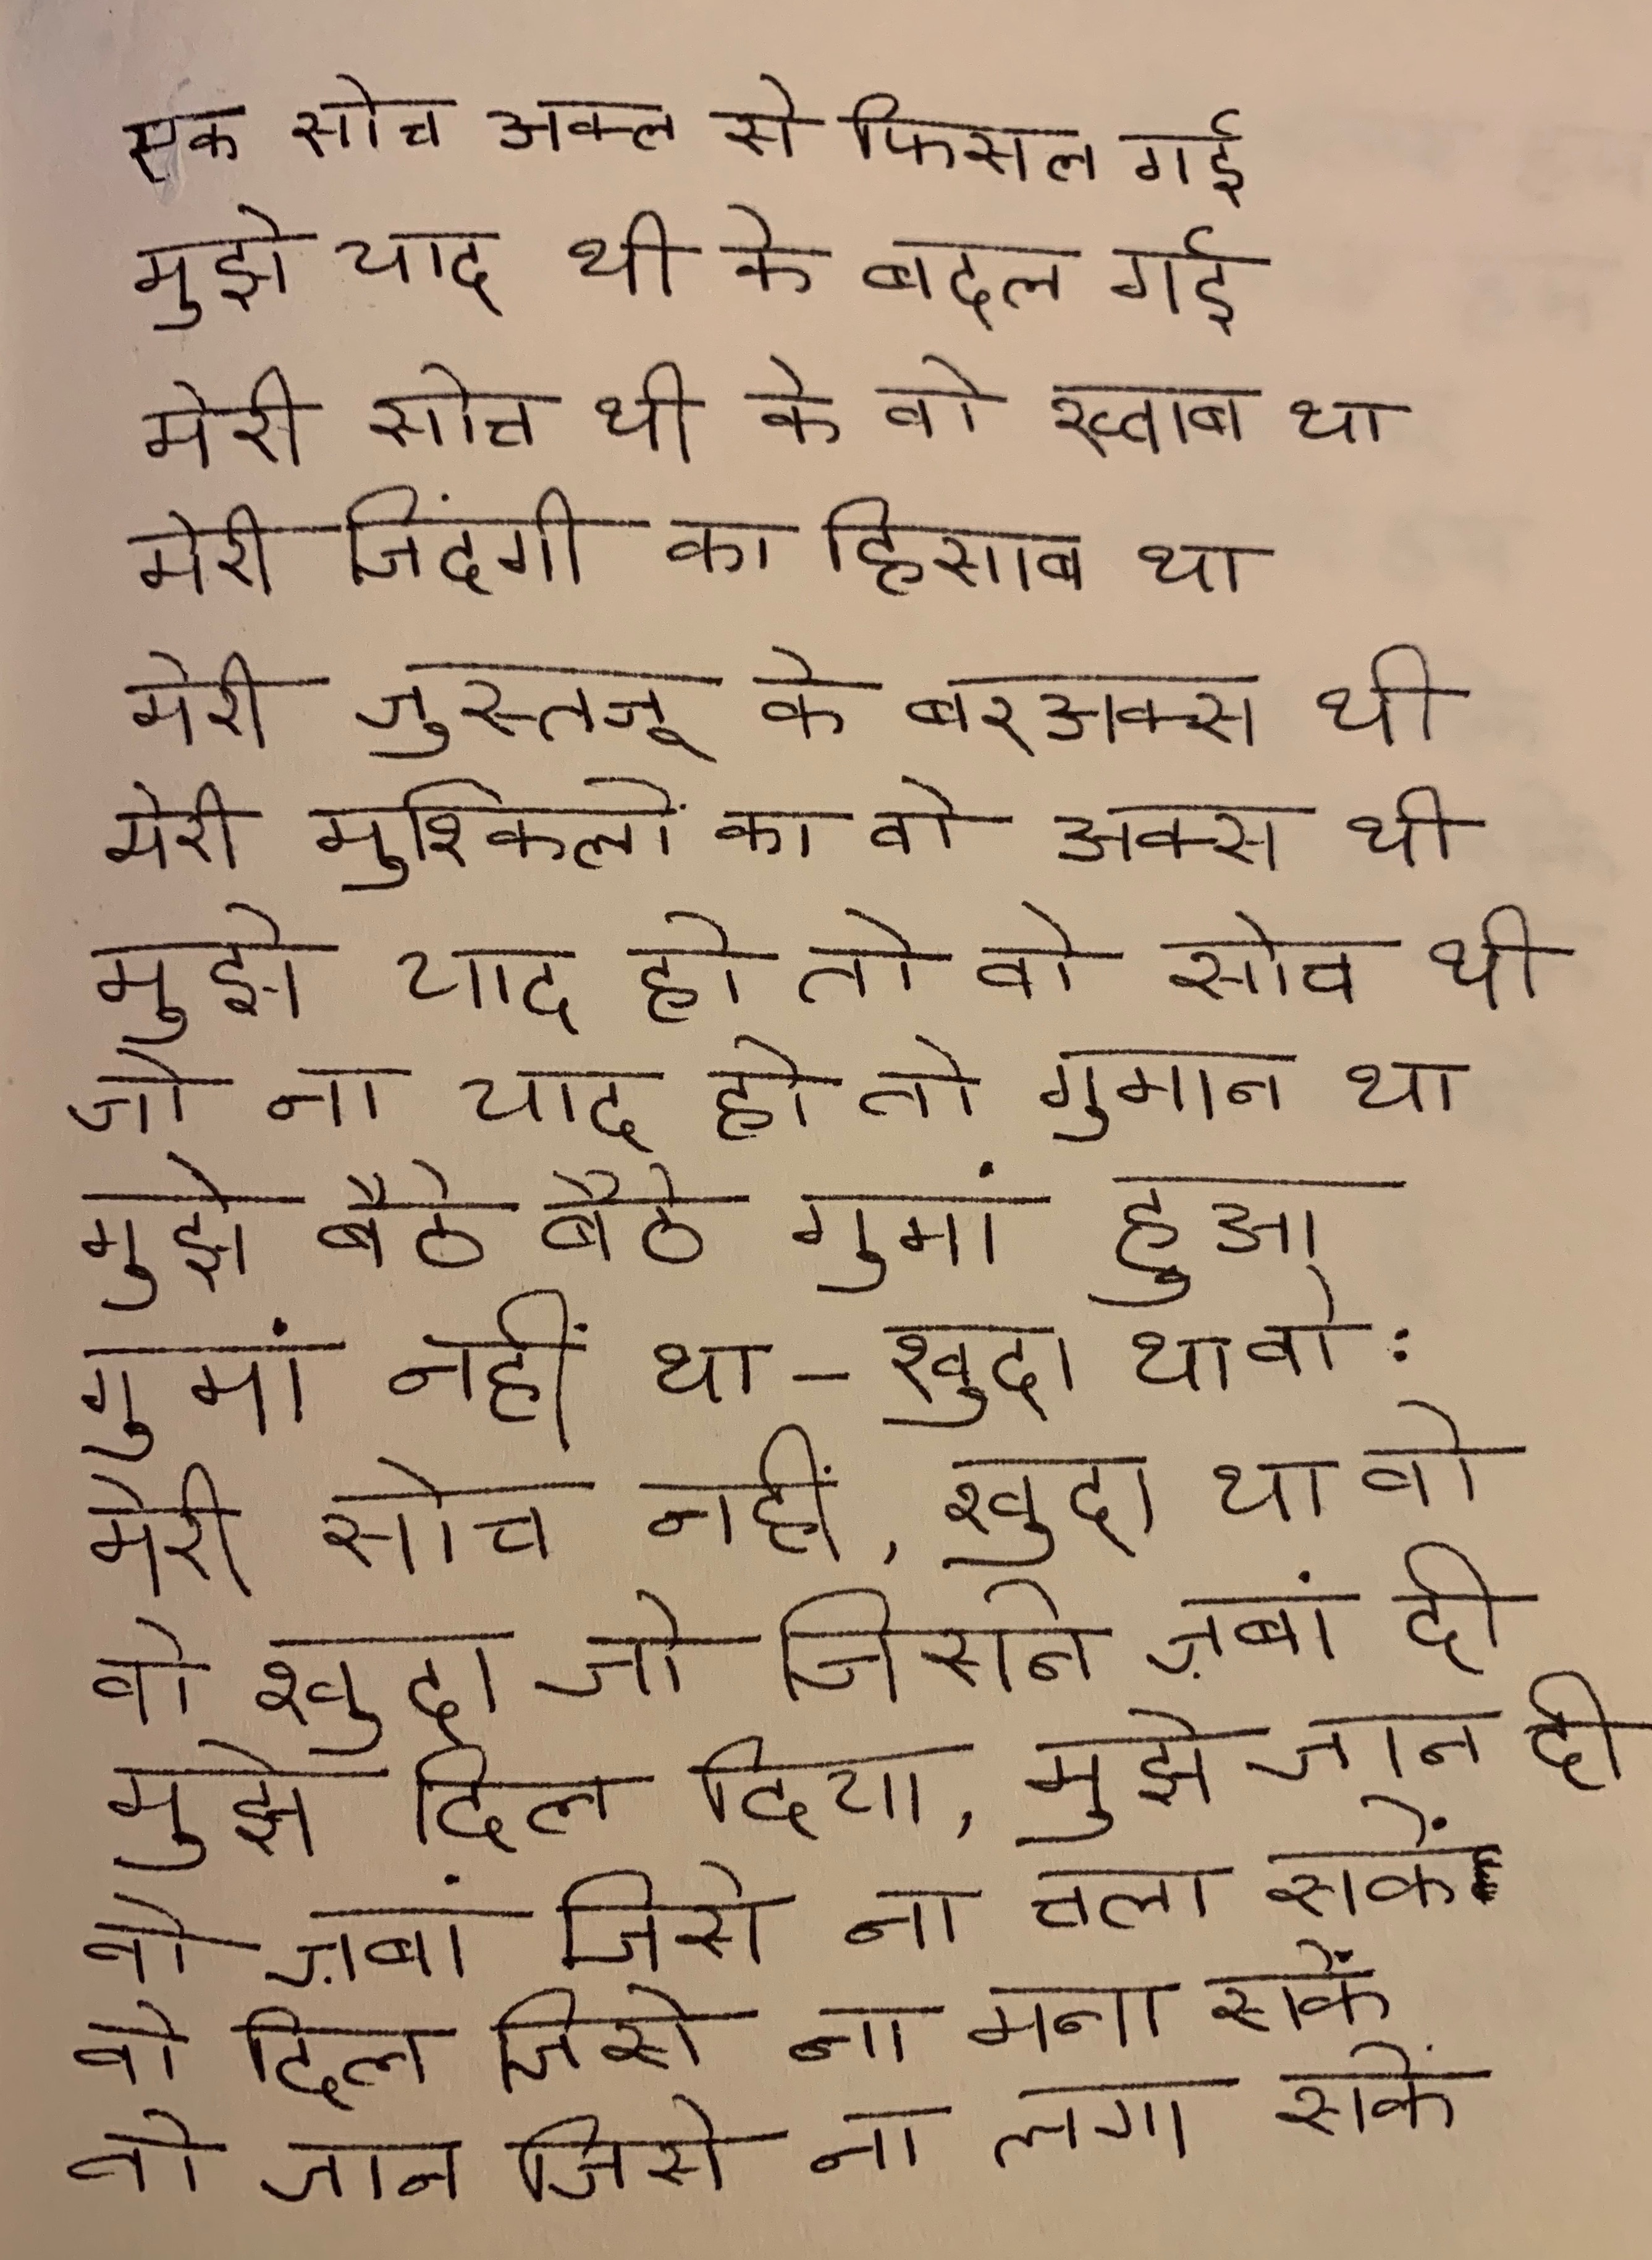 एक सोच अक्ल से फिसल गई
मुझे याद थी के बदल गई
मेरी सोच थी के वो ख्वाब था
मेरी जिंदगी का हिसाब था
मेरी जुस्तजू के बरअक्स थी
मेरी मुश्किलों का वो अक्स थी
मुझे याद हो तो वो सोच थी
जो ना याद हो तो गुमान था
मुझे बैठे बैठे गुमां हुआ
गुमां नहीं था – खुदा था वो :
मेरी सोच नहीं, खुदा था वो
वो खुदा जो जिसने ज़बां दी
मुझे दिल दिया, मुझे जान दी
वो ज़बां जिसे ना चला सकें
वो दिल जिसे ना मना सकें
वो जान जिसे ना लगा सकें